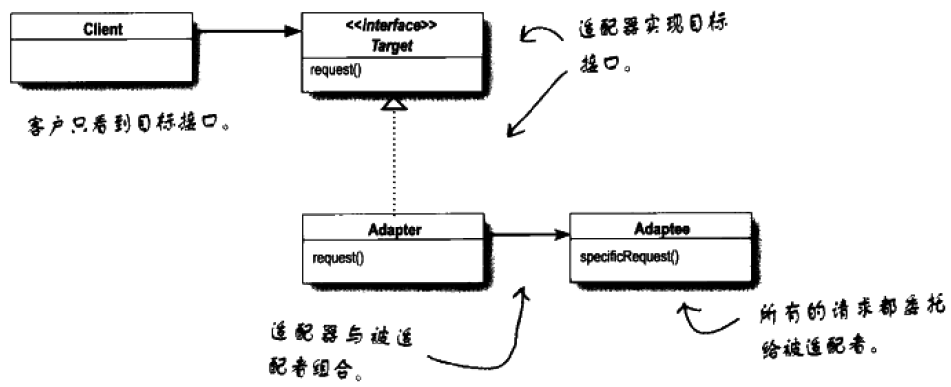 Client
<<interface>>
Target
request()
适配器实现目标
接口。
客户只看到目标接口。
Adapter
request()
Adaptee
specificRequest()
适配器与被适
配者组合。
所有的请求都委托
给被适配者。